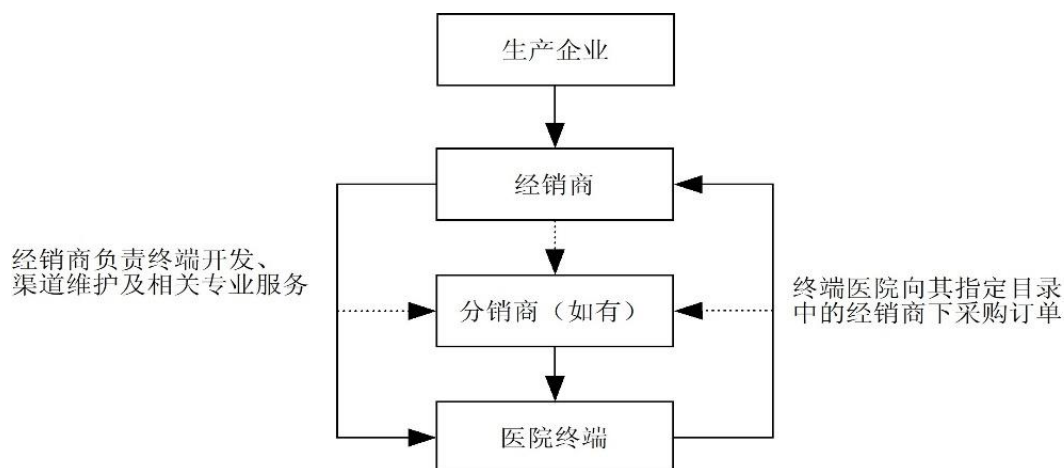 生产企业
经销商
经销商负责终端开发、
渠道维护及相关专业服务
分销商（如有）
终端医院向其指定目录
中的经销商下采购订单
医院终端